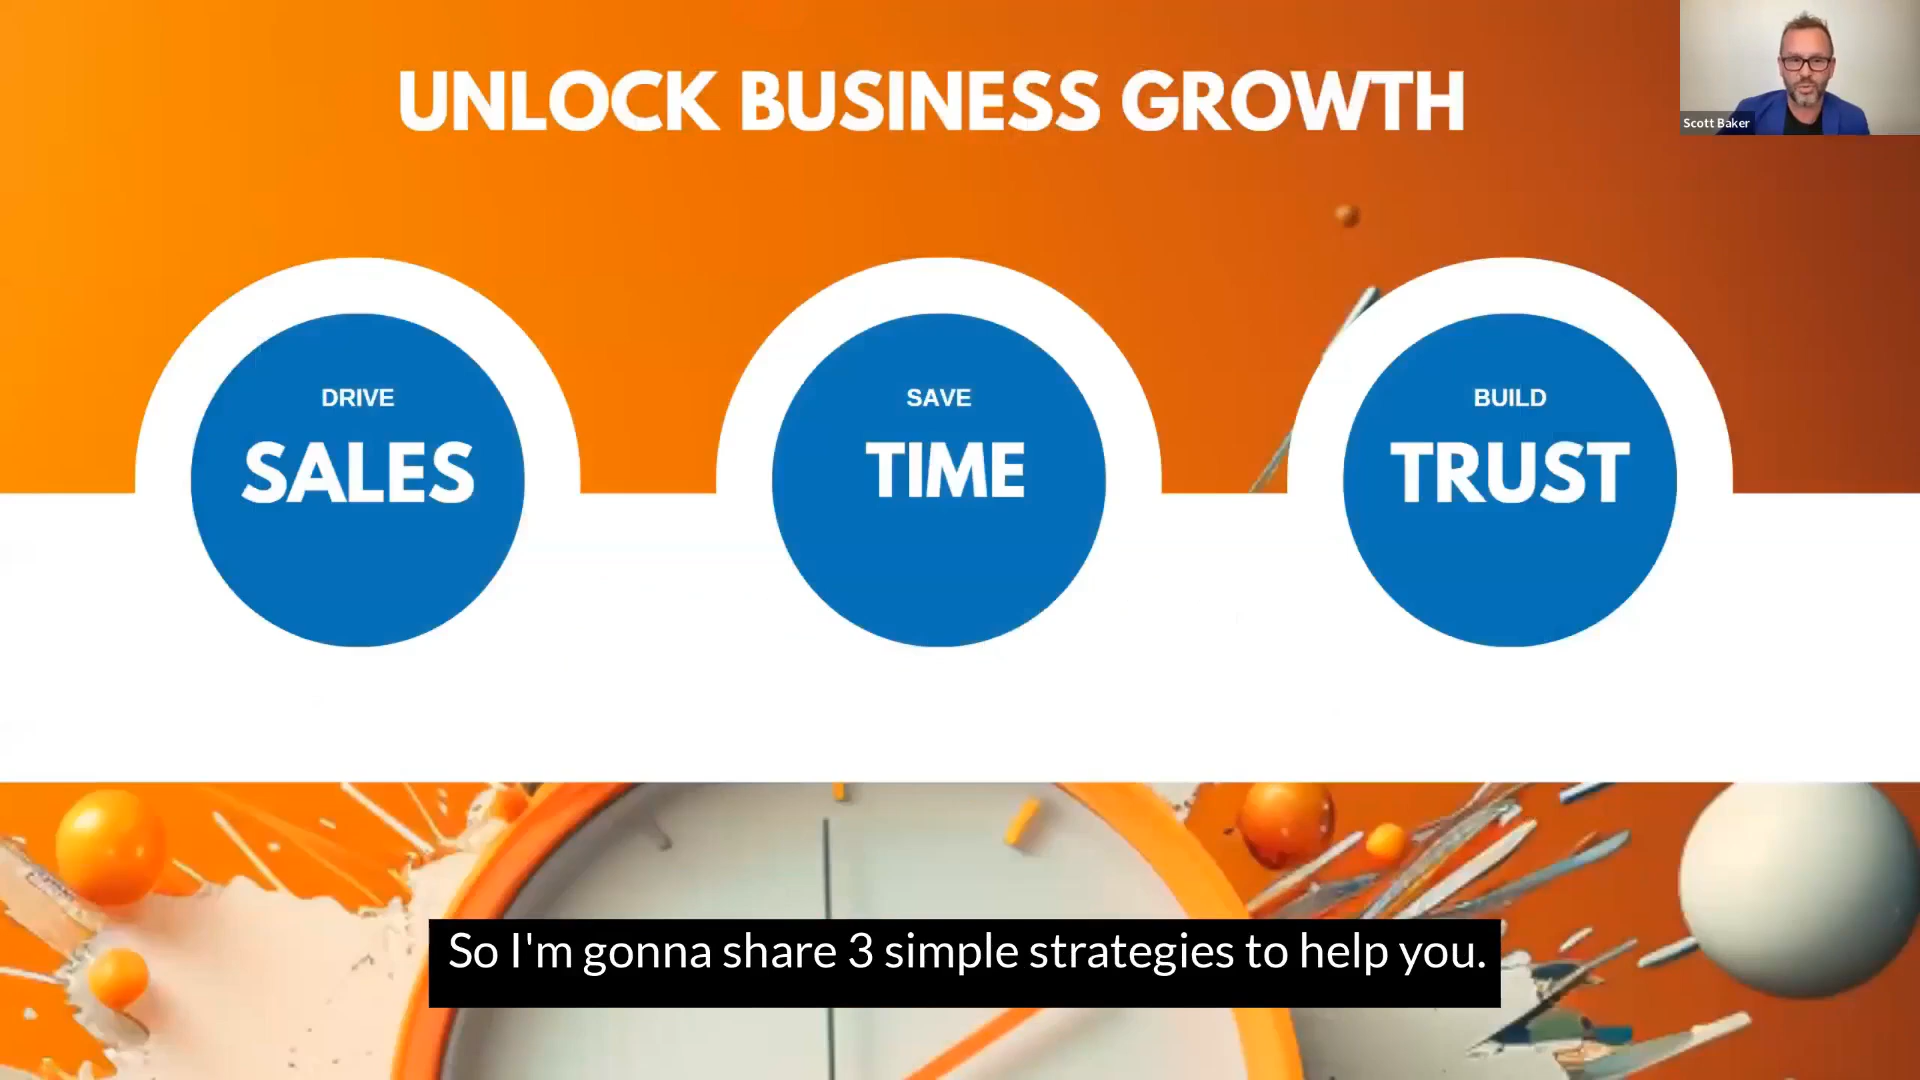 UNLOCK BUSINESS GROWTH
Scott Baker
DRIVE
SALES
SAVE
TIME
BUILD
TRUST
So I'm gonna share 3 simple strategies to help you.